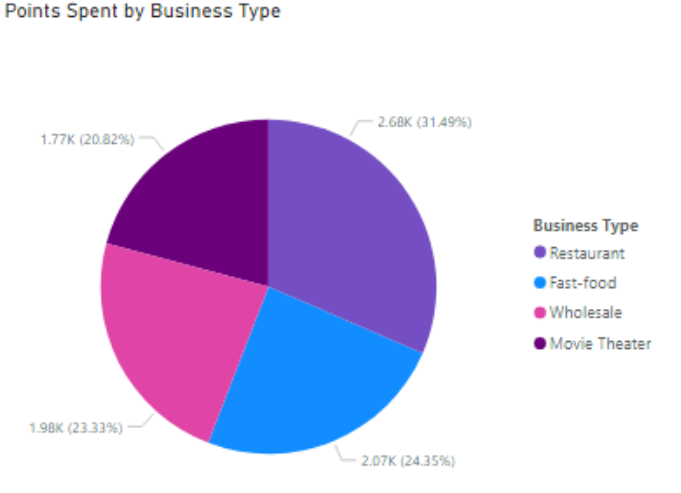 Points Spent by Business Type
2.68K (31.49%)
1.77K (20.82%)
Business Type
Restaurant
Fast-food
Wholesale
Movie Theater
1.98K (23.33%)
2.07K (24.35%)